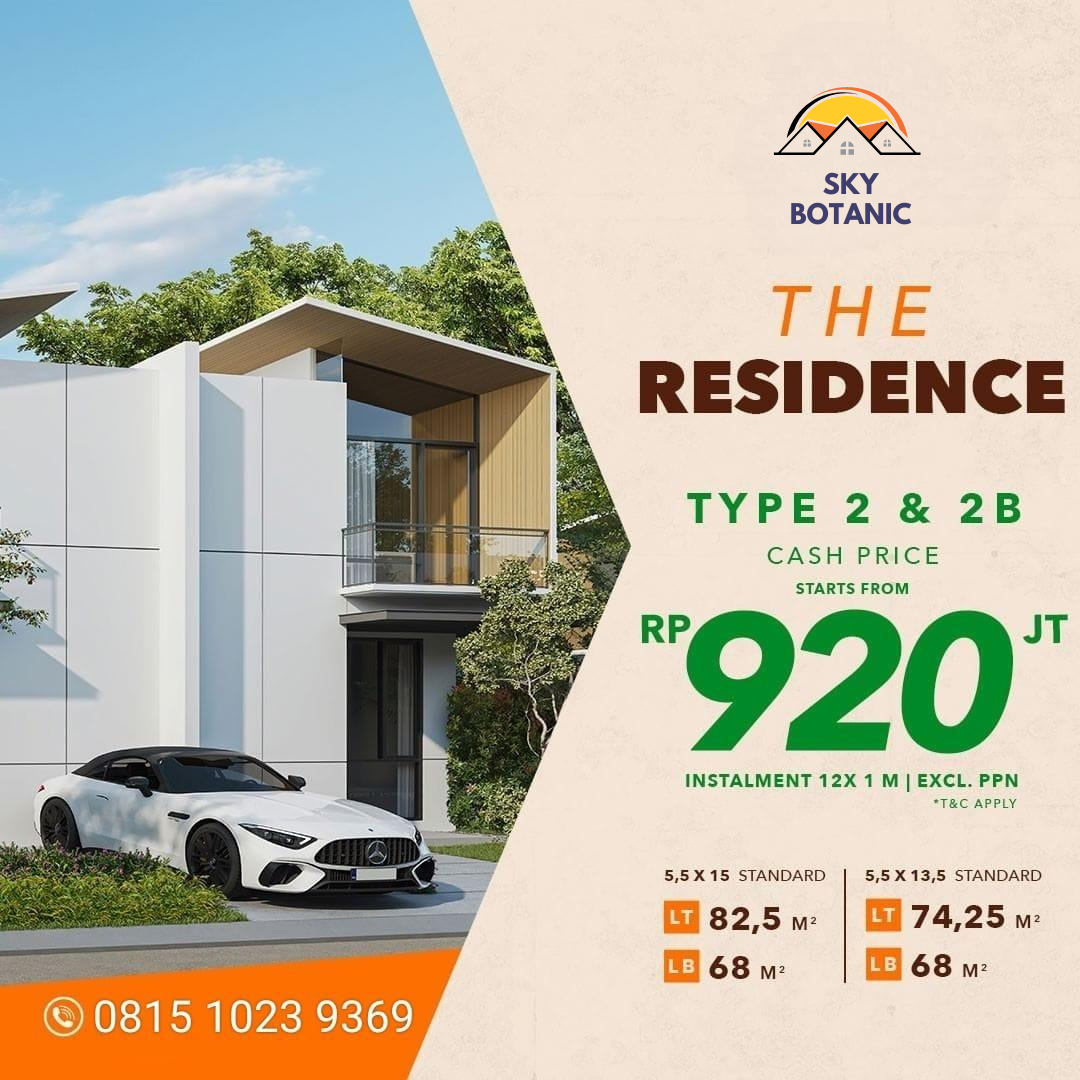 SKY
BOTANIC
THE
RESIDENCE
TYPE 2 & 2B
CASH PRICE
STARTS FROM
RP 920 JT
INSTALMENT 12X 1 M | EXCL. PPN
*T&C APPLY
5,5 X 15 STANDARD
LT 82,5 M²
LB 68 M²
5,5 X 13,5 STANDARD
LT 74,25 M²
LB 68 M²
0815 1023 9369